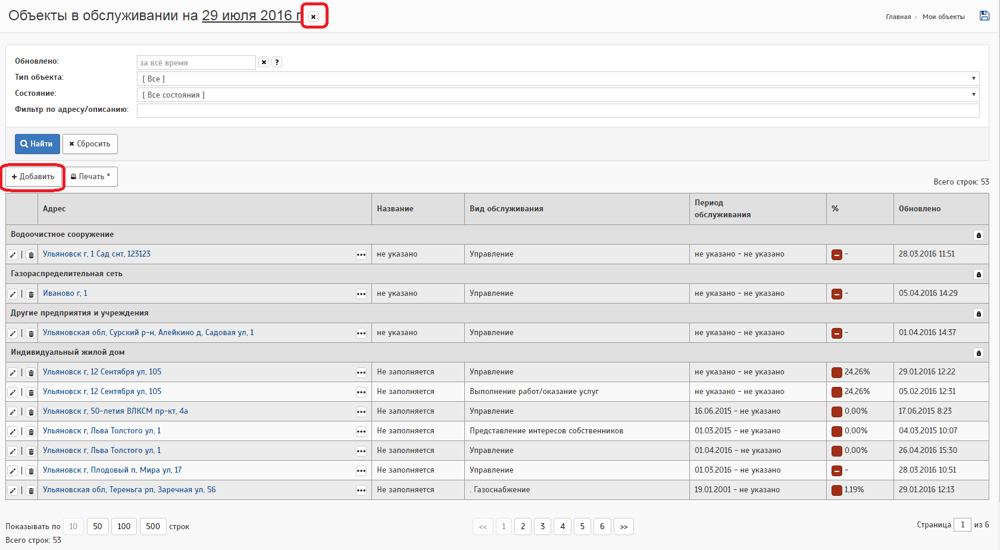 Объекты в обслуживании на 29 июля 2016 г
Главная > Мои объекты
Обновлено: за всё время ?
Тип объекта: [ Все ]
Состояние: [ Все состояния ]
Фильтр по адресу/описанию:
Найти Сбросить
+ Добавить Печать *
Всего строк: 53
Адрес Название Вид обслуживания Период обслуживания % Обновлено
Водоочистное сооружение
Ульяновск г, 1 Сад снт, 123123 не указано Управление не указано - не указано - 28.03.2016 11:51
Газораспределительная сеть
Иваново г, 1 не указано Управление не указано - не указано - 05.04.2016 14:29
Другие предприятия и учреждения
Ульяновская обл, Сурский р-н, Алейкино д, Садовая ул, 1 не указано Управление не указано - не указано - 01.04.2016 14:37
Индивидуальный жилой дом
Ульяновск г, 12 Сентября ул, 105 Не заполняется Управление не указано - не указано 24,26% 29.01.2016 12:22
Ульяновск г, 12 Сентября ул, 105 Не заполняется Выполнение работ/оказание услуг не указано - не указано 24,26% 05.02.2016 12:31
Ульяновск г, 50-летия ВЛКСМ пр-кт, 4а Не заполняется Управление 16.06.2015 - не указано 0,00% 17.06.2015 8:23
Ульяновск г, Льва Толстого ул, 1 Не заполняется Представление интересов собственников 01.03.2015 - не указано 0,00% 04.03.2015 10:07
Ульяновск г, Льва Толстого ул, 1 Не заполняется Управление 01.04.2016 - не указано 0,00% 26.04.2016 15:30
Ульяновск г, Плодовый п, Мира ул, 17 Не заполняется Управление 01.03.2016 - не указано - 28.03.2016 10:51
Ульяновская обл, Тереньга рп, Заречная ул, 56 Не заполняется . Газоснабжение 19.01.2001 - не указано 1,19% 29.01.2016 12:13
Показывать по 10 50 100 500 строк
<< 1 2 3 4 5 6 >>
Страница 1 из 6
Всего строк: 53